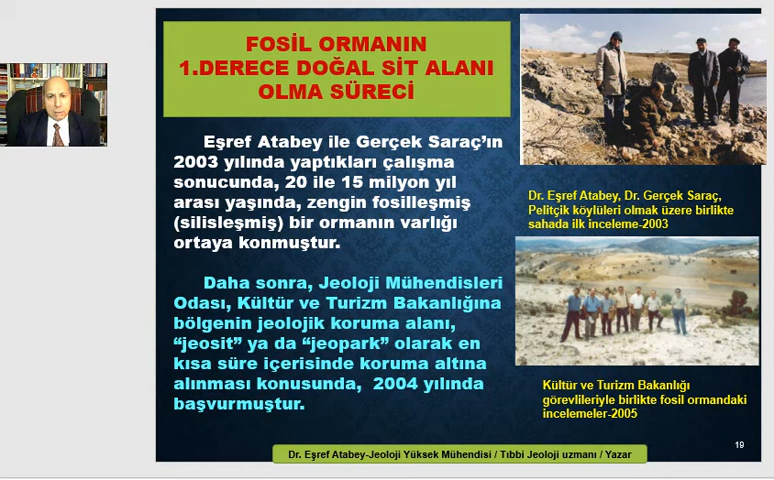 FOSİL ORMANIN
1.DERECE DOĞAL SİT ALANI
OLMA SÜRECİ
Eşref Atabey ile Gerçek Saraç'ın
2003 yılında yaptıkları çalışma
sonucunda, 20 ile 15 milyon yıl
arası yaşında, zengin fosilleşmiş
(silisleşmiş) bir ormanın varlığı
ortaya konmuştur.
Daha sonra, Jeoloji Mühendisleri
Odası, Kültür ve Turizm Bakanlığına
bölgenin jeolojik koruma alanı,
“jeosit” ya da “jeopark” olarak en
kısa süre içerisinde koruma altına
alınması konusunda, 2004 yılında
başvurmuştur.
Dr. Eşref Atabey, Dr. Gerçek Saraç,
Pelitçik köylüleri olmak üzere birlikte
sahada ilk inceleme-2003
Kültür ve Turizm Bakanlığı
görevlileriyle birlikte fosil ormandaki
incelemeler-2005
19
Dr. Eşref Atabey-Jeoloji Yüksek Mühendisi / Tıbbi Jeoloji uzmanı / Yazar